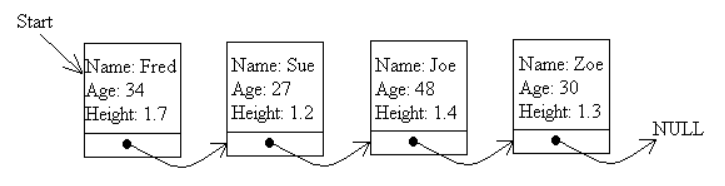 Start
Name: Fred
Age: 34
Height: 1.7
Name: Sue
Age: 27
Height: 1.2
Name: Joe
Age: 48
Height: 1.4
Name: Zoe
Age: 30
Height: 1.3
NULL